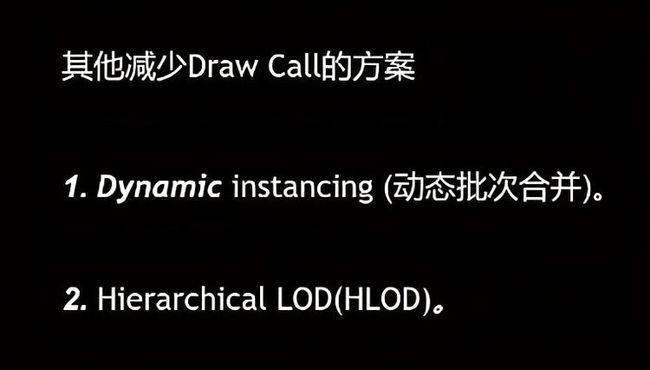 其他减少Draw Call的方案
1. Dynamic instancing (动态批次合并)。
2. Hierarchical LOD(HLOD)。